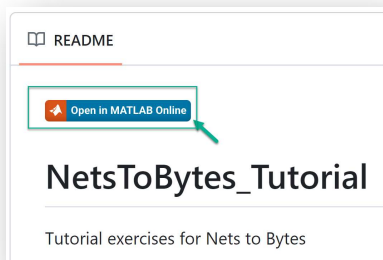 README
Open in MATLAB Online
NetsToBytes_Tutorial
Tutorial exercises for Nets to Bytes